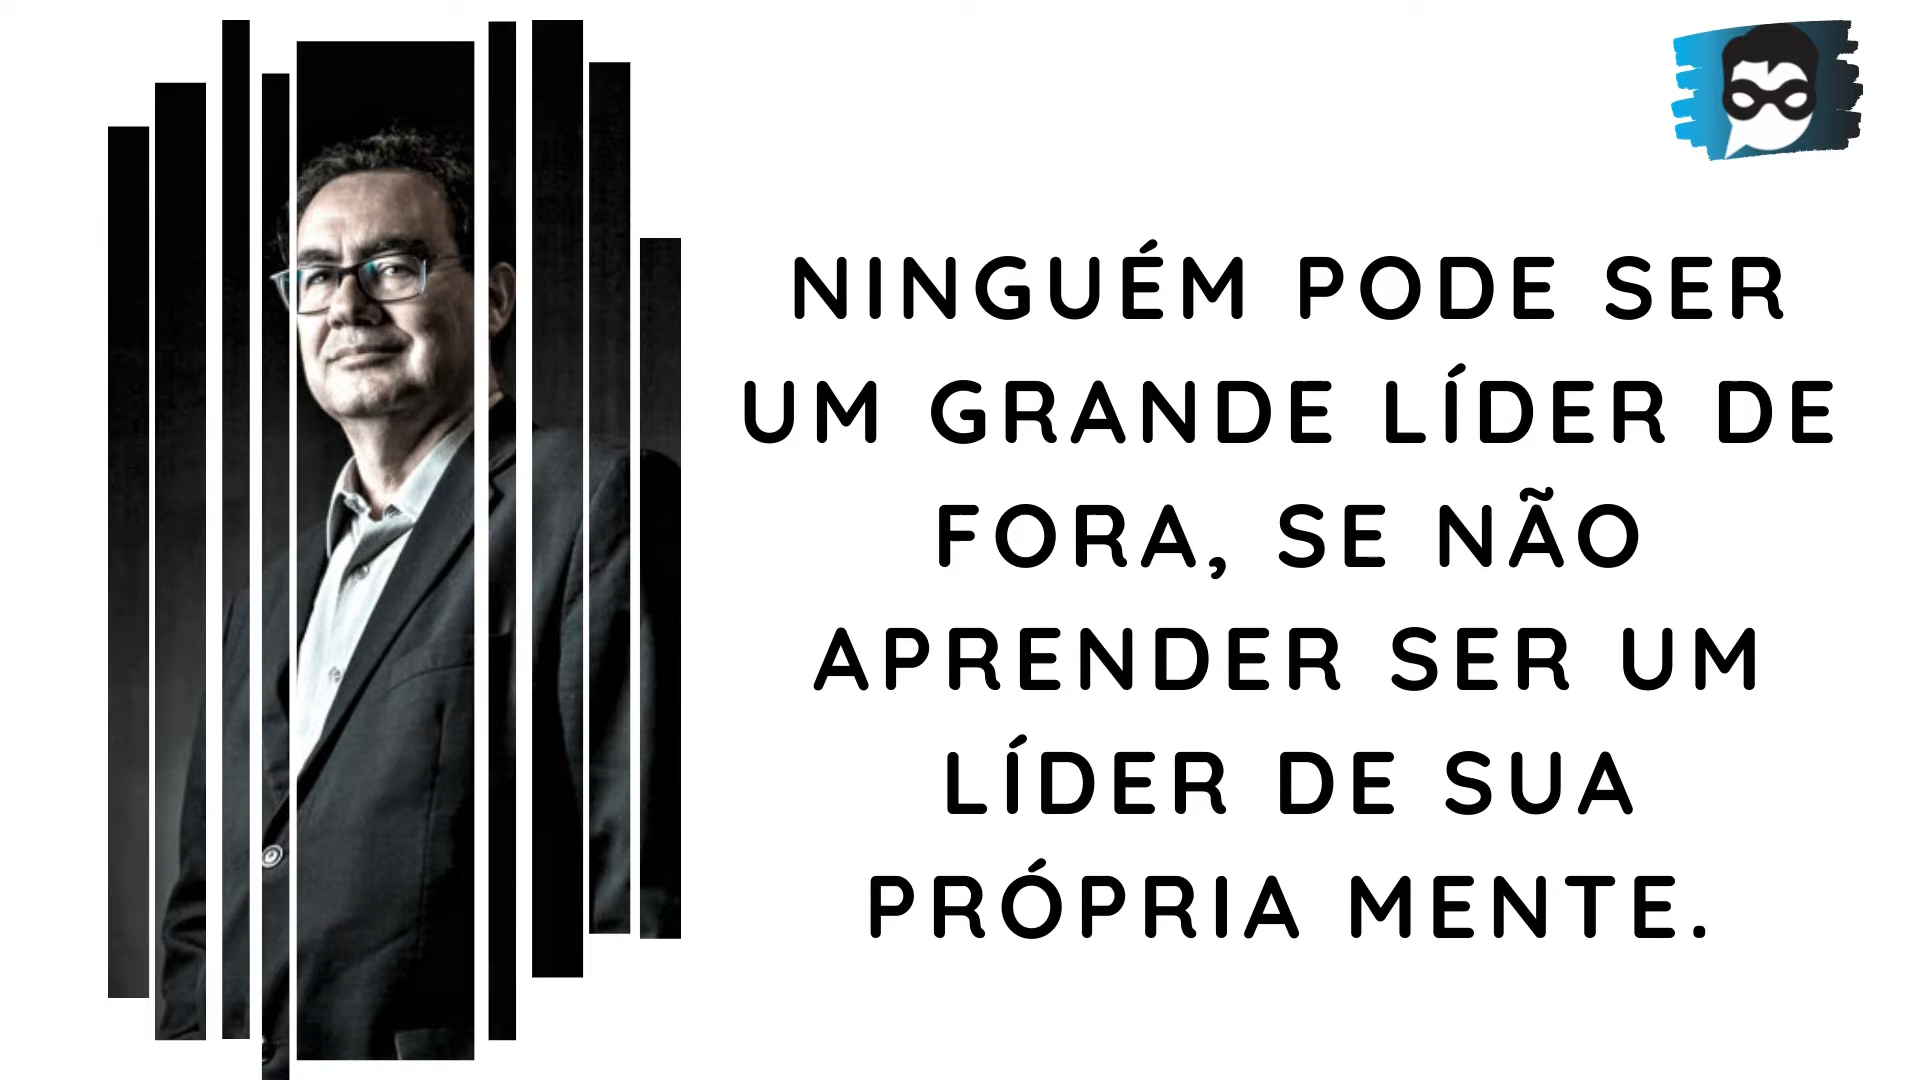 NINGUÉM PODE SER
UM GRANDE LÍDER DE
FORA, SE NÃO
APRENDER SER UM
LÍDER DE SUA
PRÓPRIA MENTE.